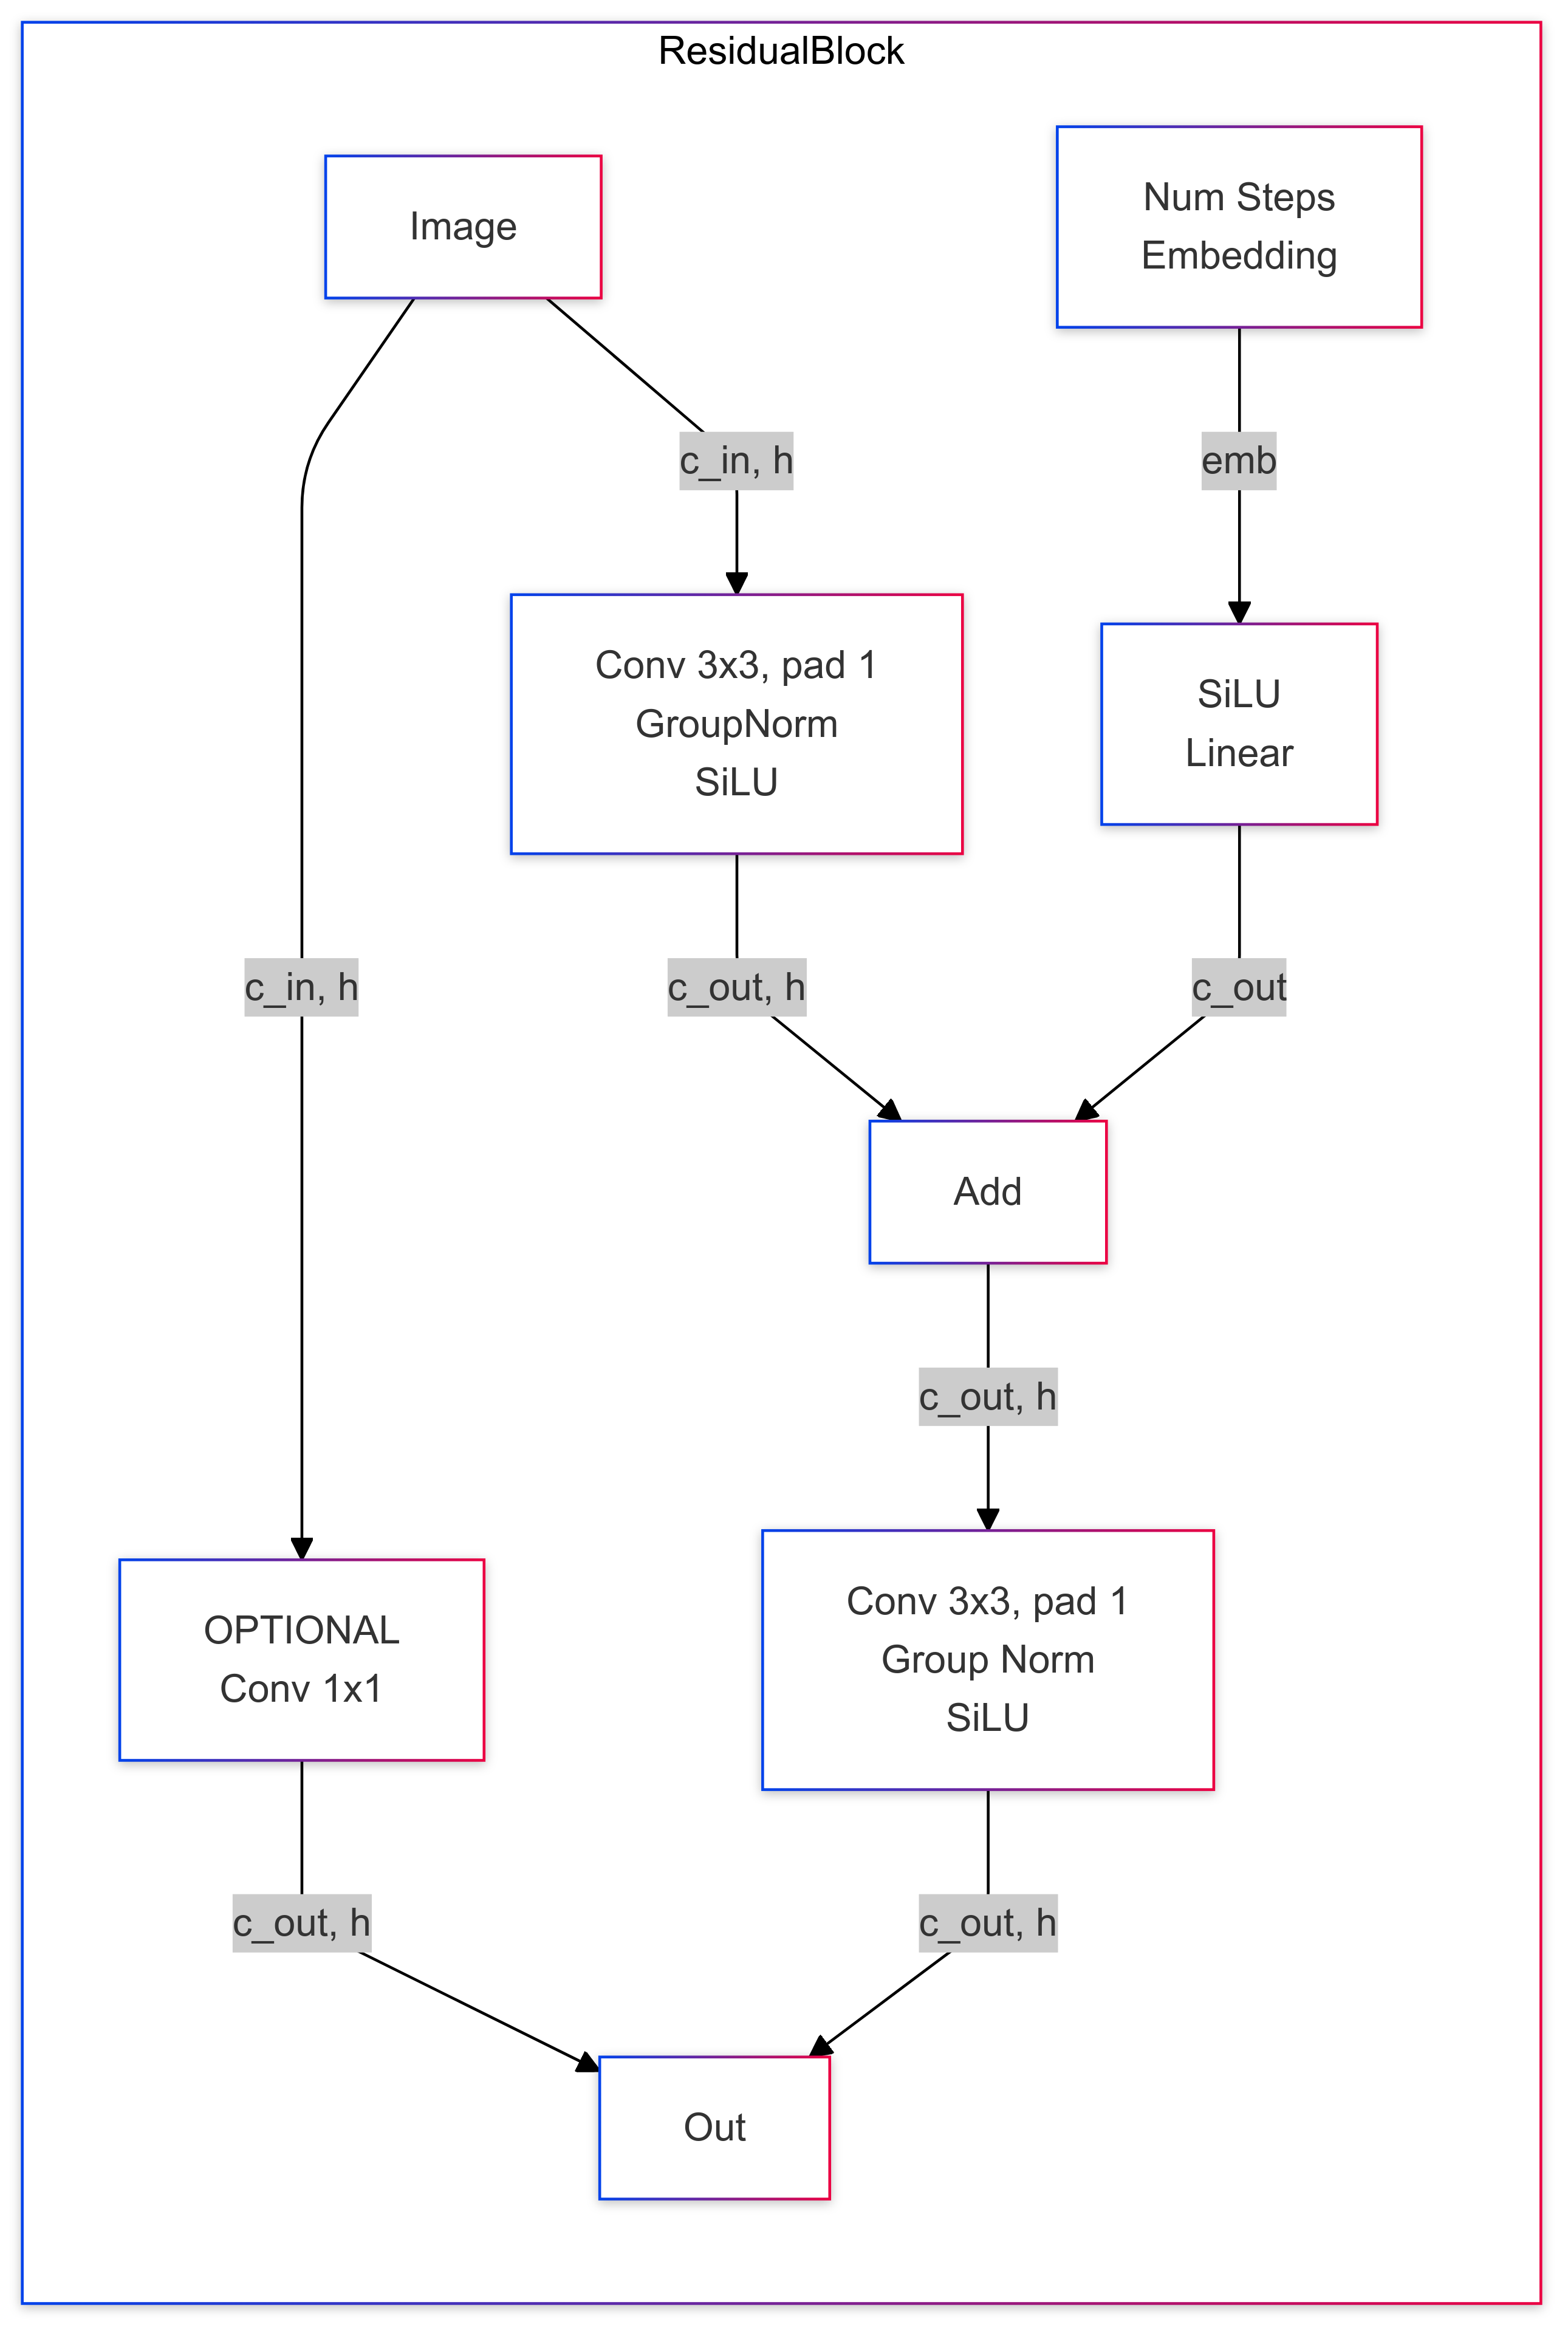 ResidualBlock
Image
Num Steps
Embedding
c_in, h
emb
Conv 3x3, pad 1
GroupNorm
SiLU
SiLU
Linear
c_in, h
c_out, h
c_out
Add
c_out, h
OPTIONAL
Conv 1x1
Conv 3x3, pad 1
Group Norm
SiLU
c_out, h
c_out, h
Out